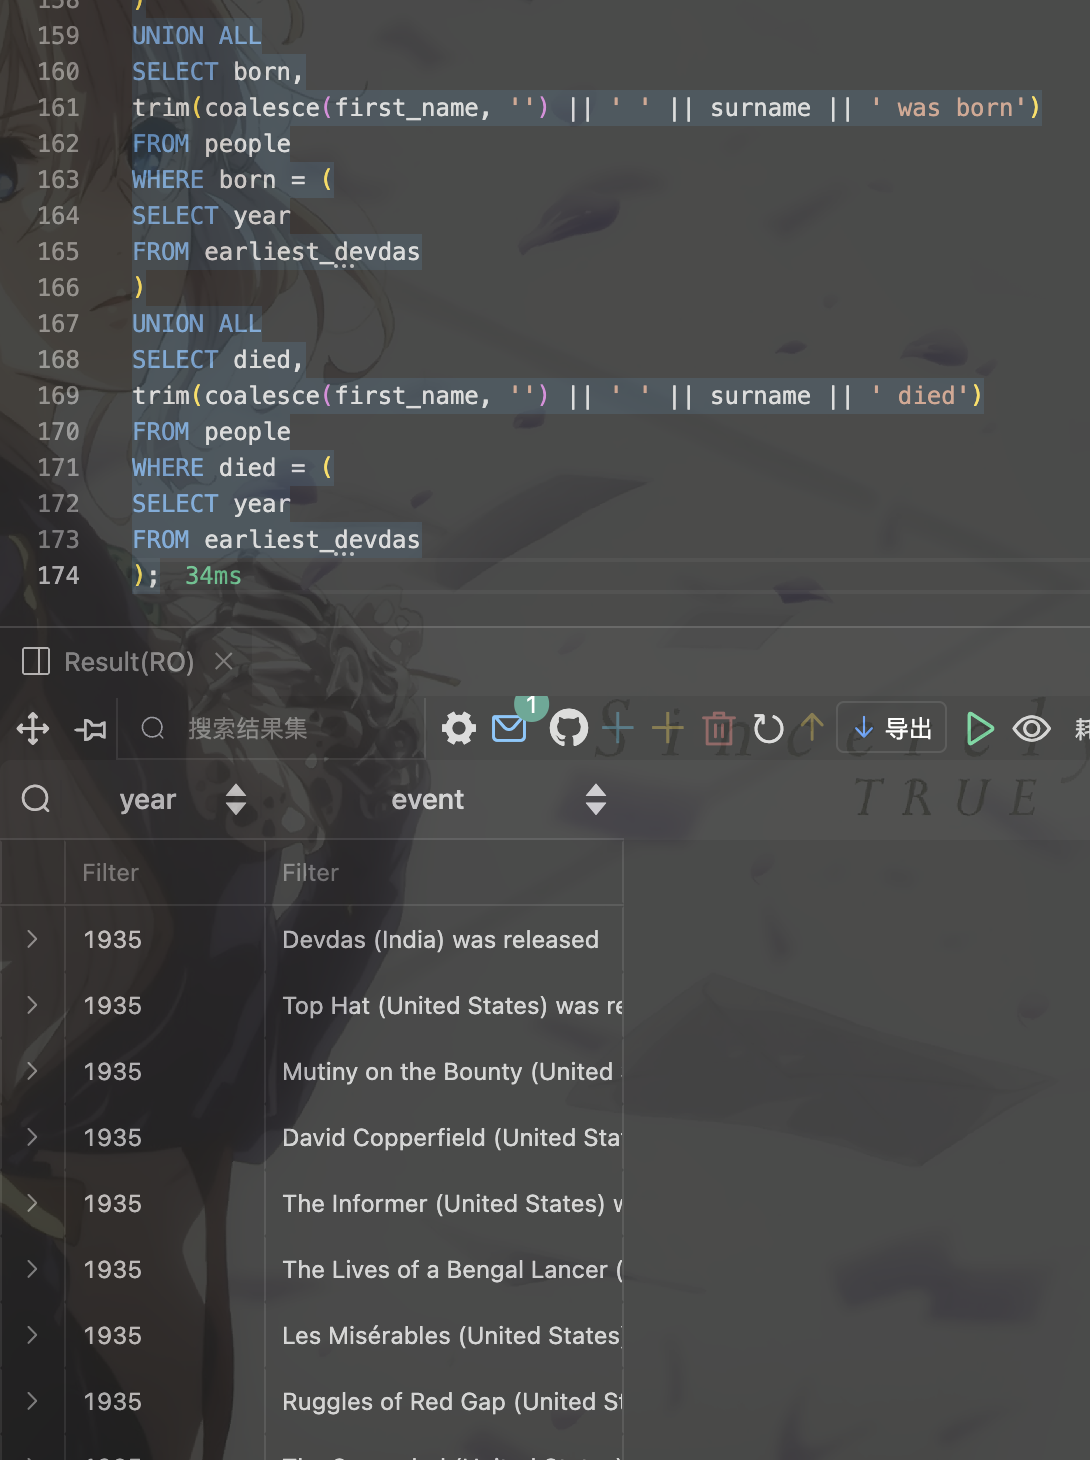 158 )
159 UNION ALL
160 SELECT born,
161 trim(coalesce(first_name, '') || ' ' || surname || ' was born')
162 FROM people
163 WHERE born = (
164 SELECT year
165 FROM earliest_devdas
166 )
167 UNION ALL
168 SELECT died,
169 trim(coalesce(first_name, '') || ' ' || surname || ' died')
170 FROM people
171 WHERE died = (
172 SELECT year
173 FROM earliest_devdas
174 ); 34ms
Result(RO)
搜索结果集 1 导出
Sincerely
TRUE
year event
Filter Filter
1935 Devdas (India) was released
1935 Top Hat (United States) was re
1935 Mutiny on the Bounty (United
1935 David Copperfield (United Sta
1935 The Informer (United States) w
1935 The Lives of a Bengal Lancer (
1935 Les Misérables (United States)
1935 Ruggles of Red Gap (United St